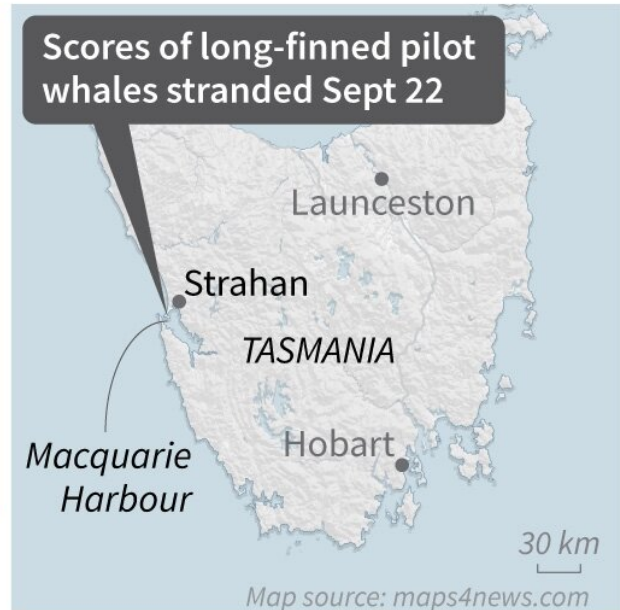 Scores of long-finned pilot
whales stranded Sept 22
Launceston
Strahan
TASMANIA
Hobart
Macquarie
Harbour
30 km
Map source: maps4news.com